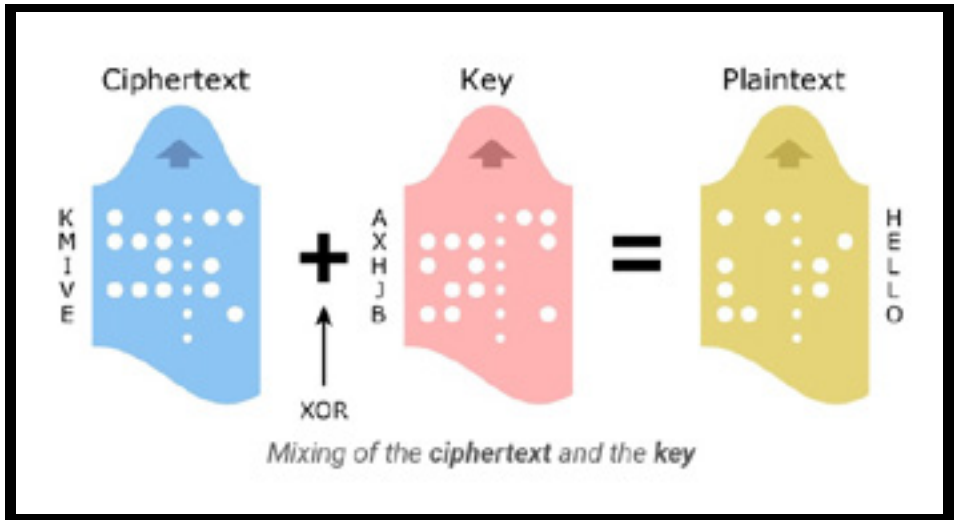 Ciphertext Key Plaintext
K A H
M X E
I H L
V J L
E B O
XOR
Mixing of the ciphertext and the key